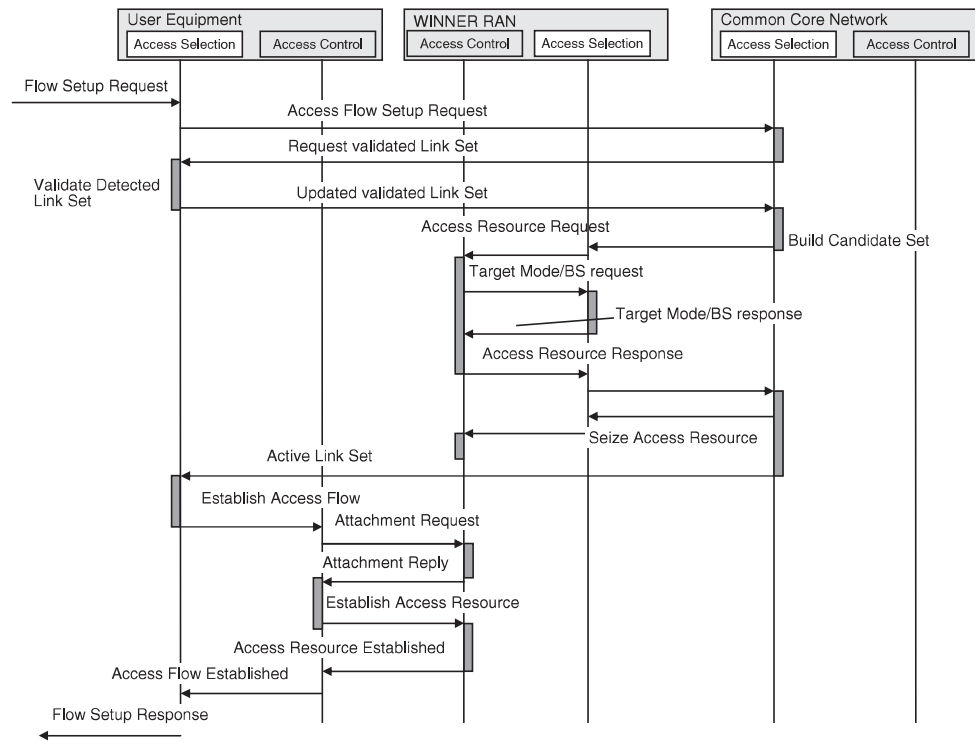 User Equipment
WINNER RAN
Common Core Network
Access Selection
Access Control
Access Control
Access Selection
Access Selection
Access Control
Flow Setup Request
Access Flow Setup Request
Request validated Link Set
Validate Detected
Link Set
Updated validated Link Set
Access Resource Request
Build Candidate Set
Target Mode/BS request
Target Mode/BS response
Access Resource Response
Seize Access Resource
Active Link Set
Establish Access Flow
Attachment Request
Attachment Reply
Establish Access Resource
Access Resource Established
Access Flow Established
Flow Setup Response